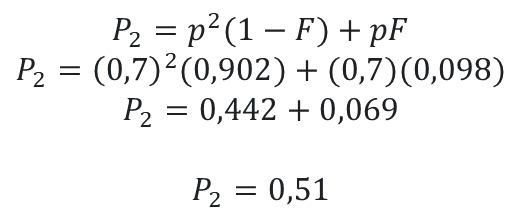 P₂ = p²(1 − F) + pF
P₂ = (0,7)²(0,902) + (0,7)(0,098)
P₂ = 0,442 + 0,069
P₂ = 0,51